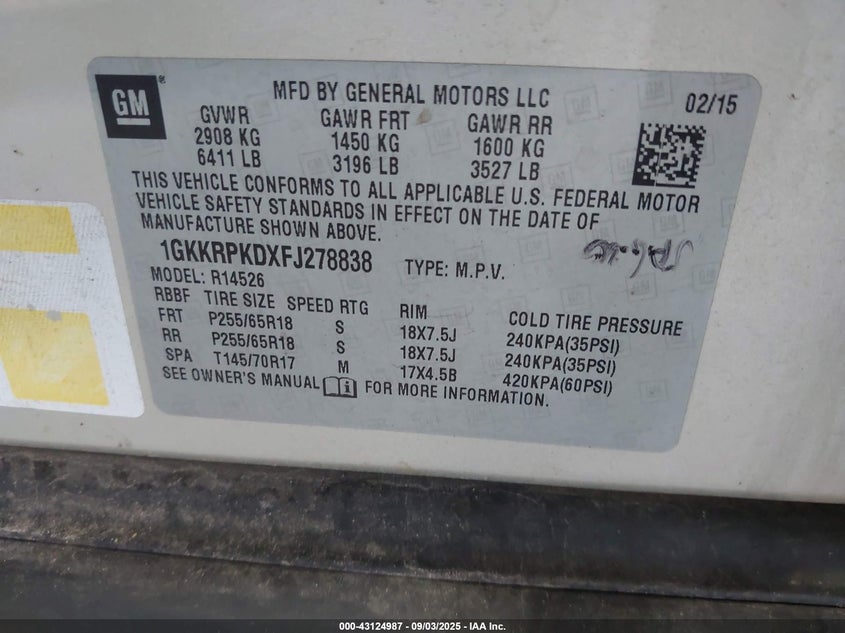 GM
MFD BY GENERAL MOTORS LLC 02/15
GVWR GAWR FRT GAWR RR
2908 KG 1450 KG 1600 KG
6411 LB 3196 LB 3527 LB
THIS VEHICLE CONFORMS TO ALL APPLICABLE U.S. FEDERAL MOTOR
VEHICLE SAFETY STANDARDS IN EFFECT ON THE DATE OF
MANUFACTURE SHOWN ABOVE.
1GKKRPKDXFJ278838 TYPE: M.P.V.
MODEL: R14526
RBBF TIRE SIZE SPEED RTG RIM COLD TIRE PRESSURE
FRT P255/65R18 S 18X7.5J 240KPA(35PSI)
RR P255/65R18 S 18X7.5J 240KPA(35PSI)
SPA T145/70R17 M 17X4.5B 420KPA(60PSI)
SEE OWNER'S MANUAL FOR MORE INFORMATION.
000-43124987 - 09/03/2025 - IAA Inc.